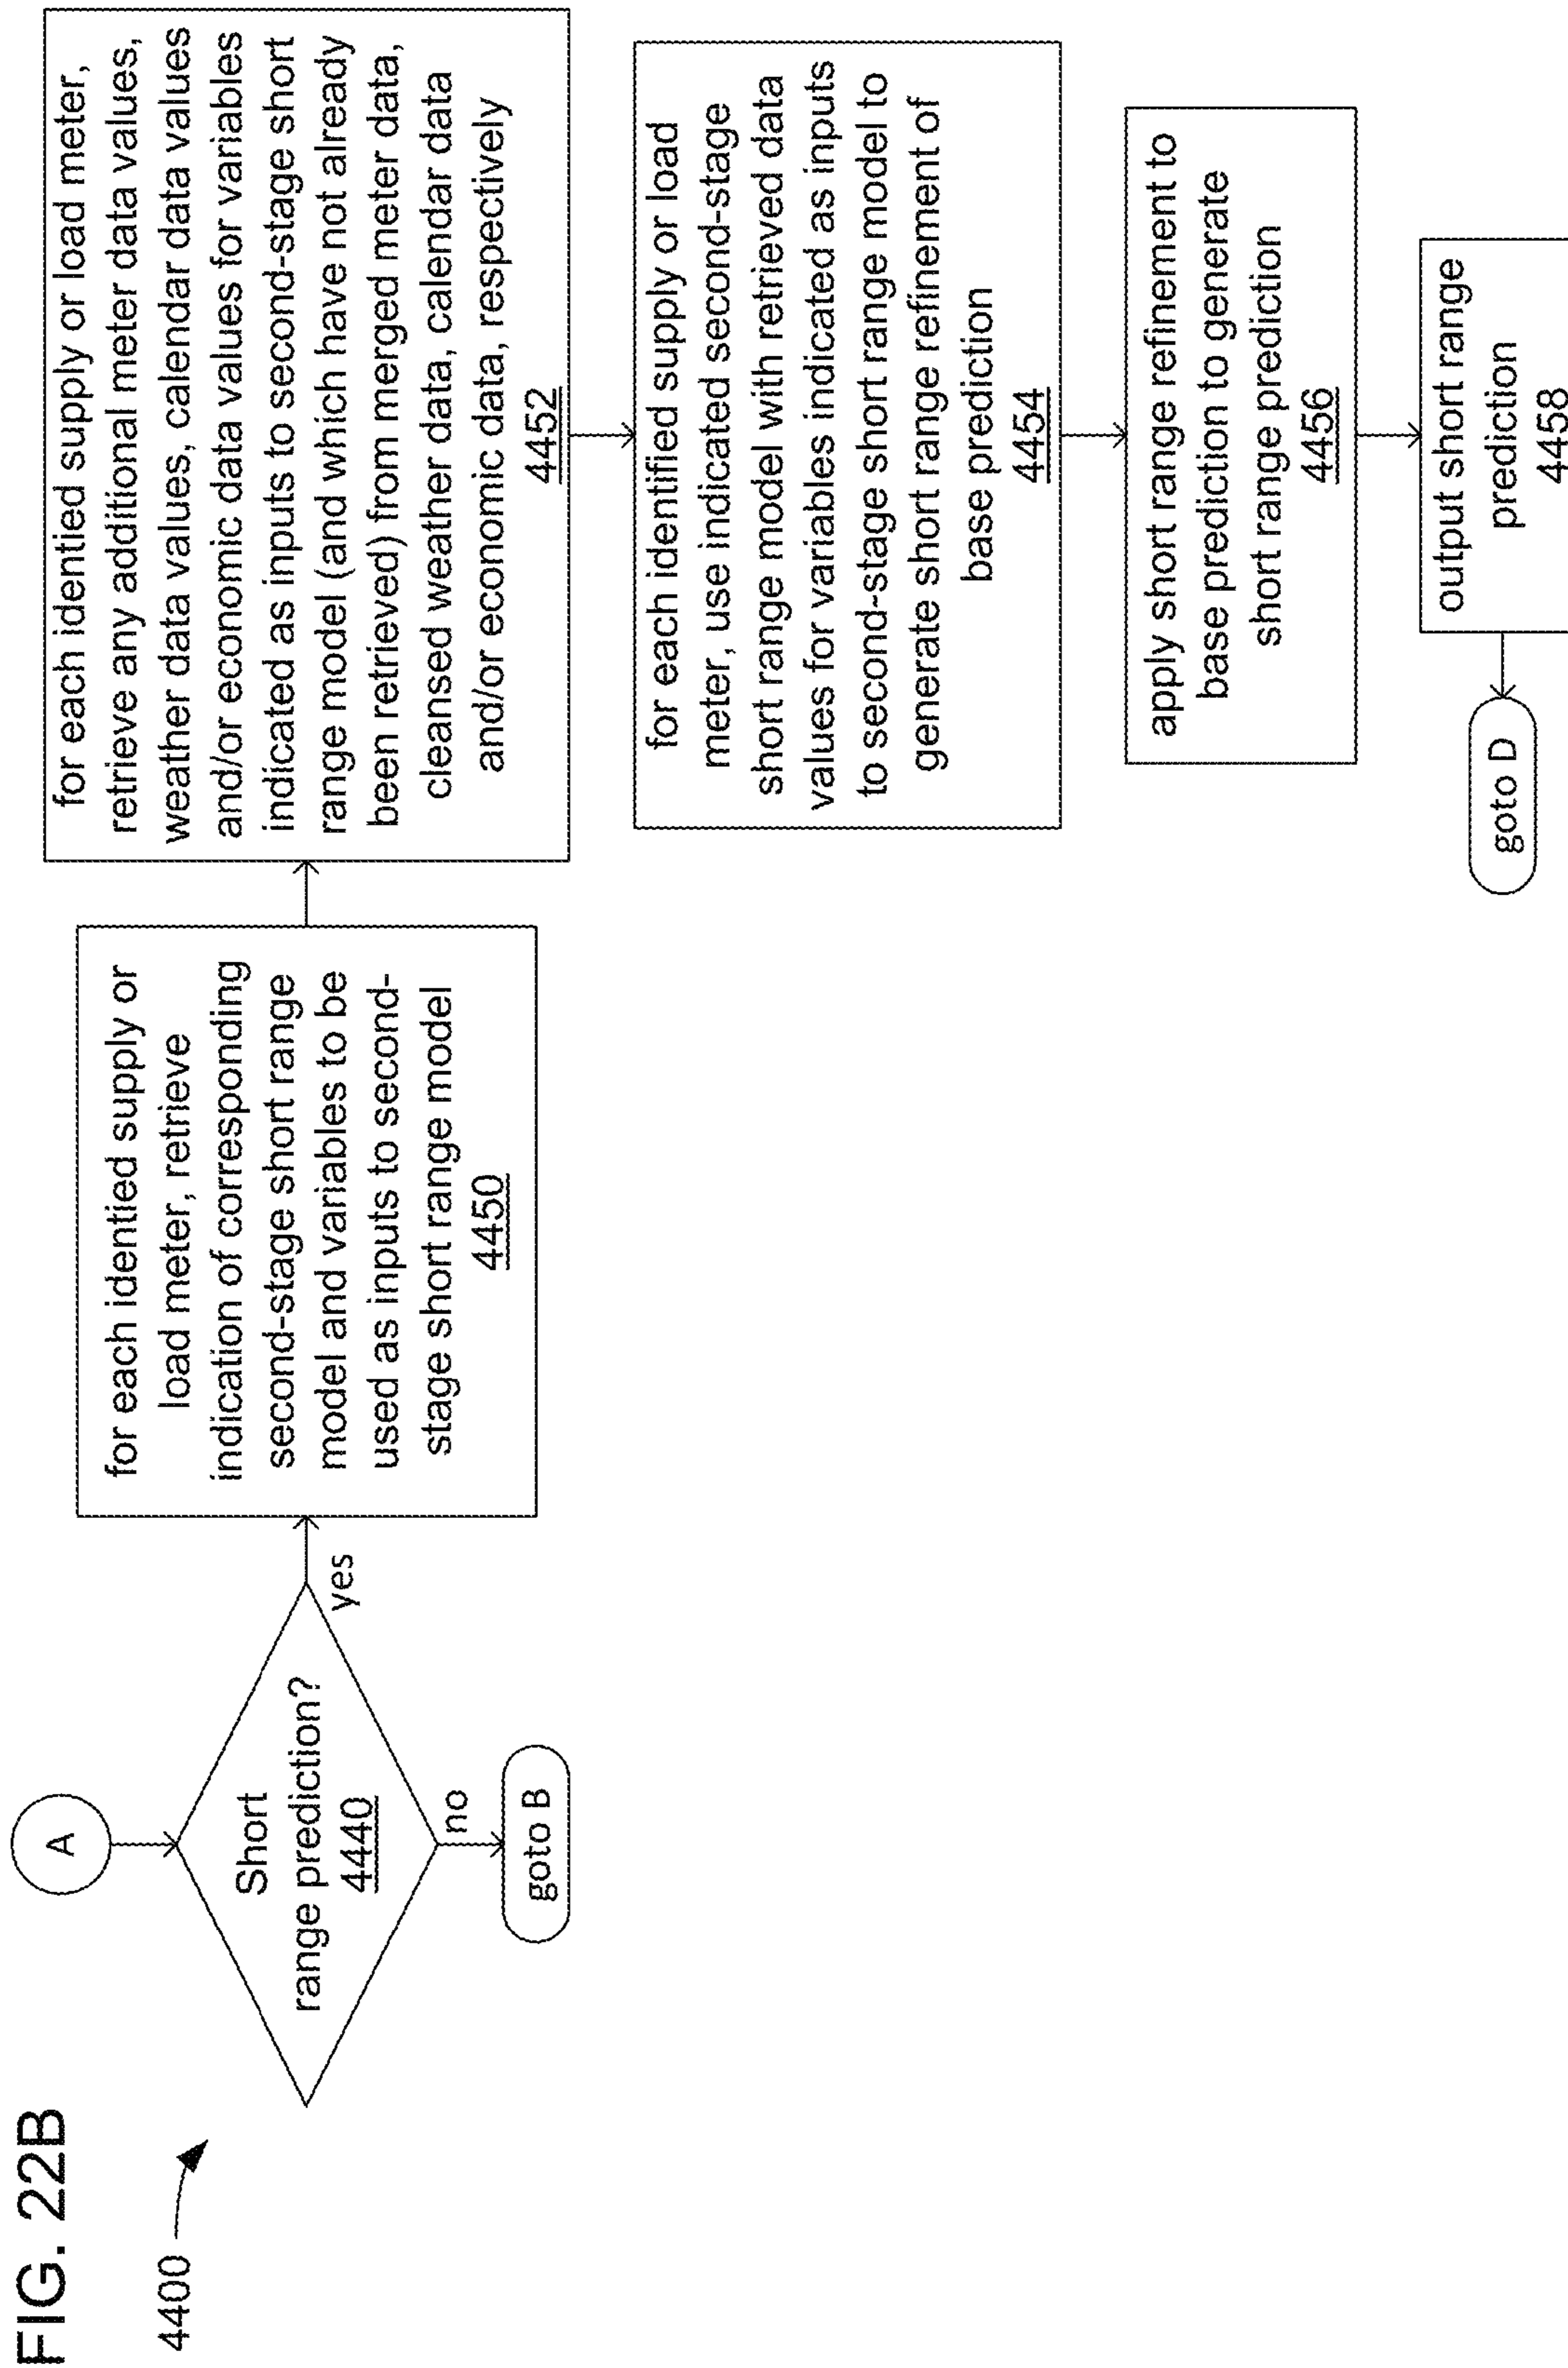 FIG. 22B
4400
A
Short
range prediction?
4440
yes
no
goto B
for each identied supply or
load meter, retrieve
indication of corresponding
second-stage short range
model and variables to be
used as inputs to second-
stage short range model
4450
for each identied supply or load meter,
retrieve any additional meter data values,
weather data values, calendar data values
and/or economic data values for variables
indicated as inputs to second-stage short
range model (and which have not already
been retrieved) from merged meter data,
cleansed weather data, calendar data
and/or economic data, respectively
4452
for each identified supply or load
meter, use indicated second-stage
short range model with retrieved data
values for variables indicated as inputs
to second-stage short range model to
generate short range refinement of
base prediction
4454
apply short range refinement to
base prediction to generate
short range prediction
4456
output short range
prediction
4458
goto D